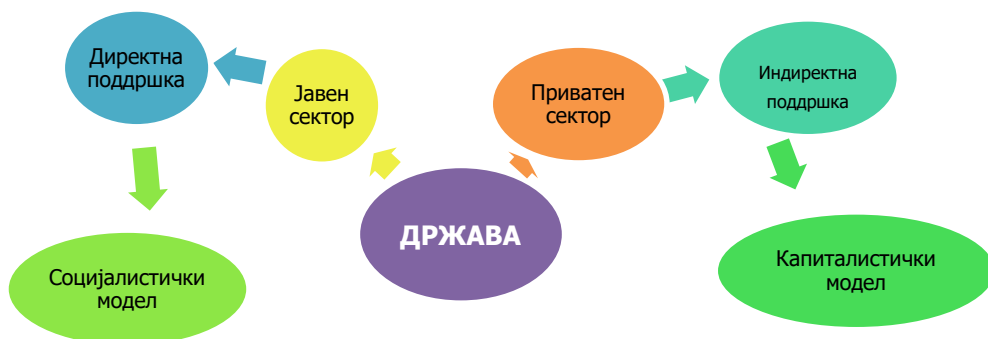 Директна
поддршка
Јавен
сектор
Приватен
сектор
Индиректна
поддршка
ДРЖАВА
Социјалистички
модел
Капиталистички
модел